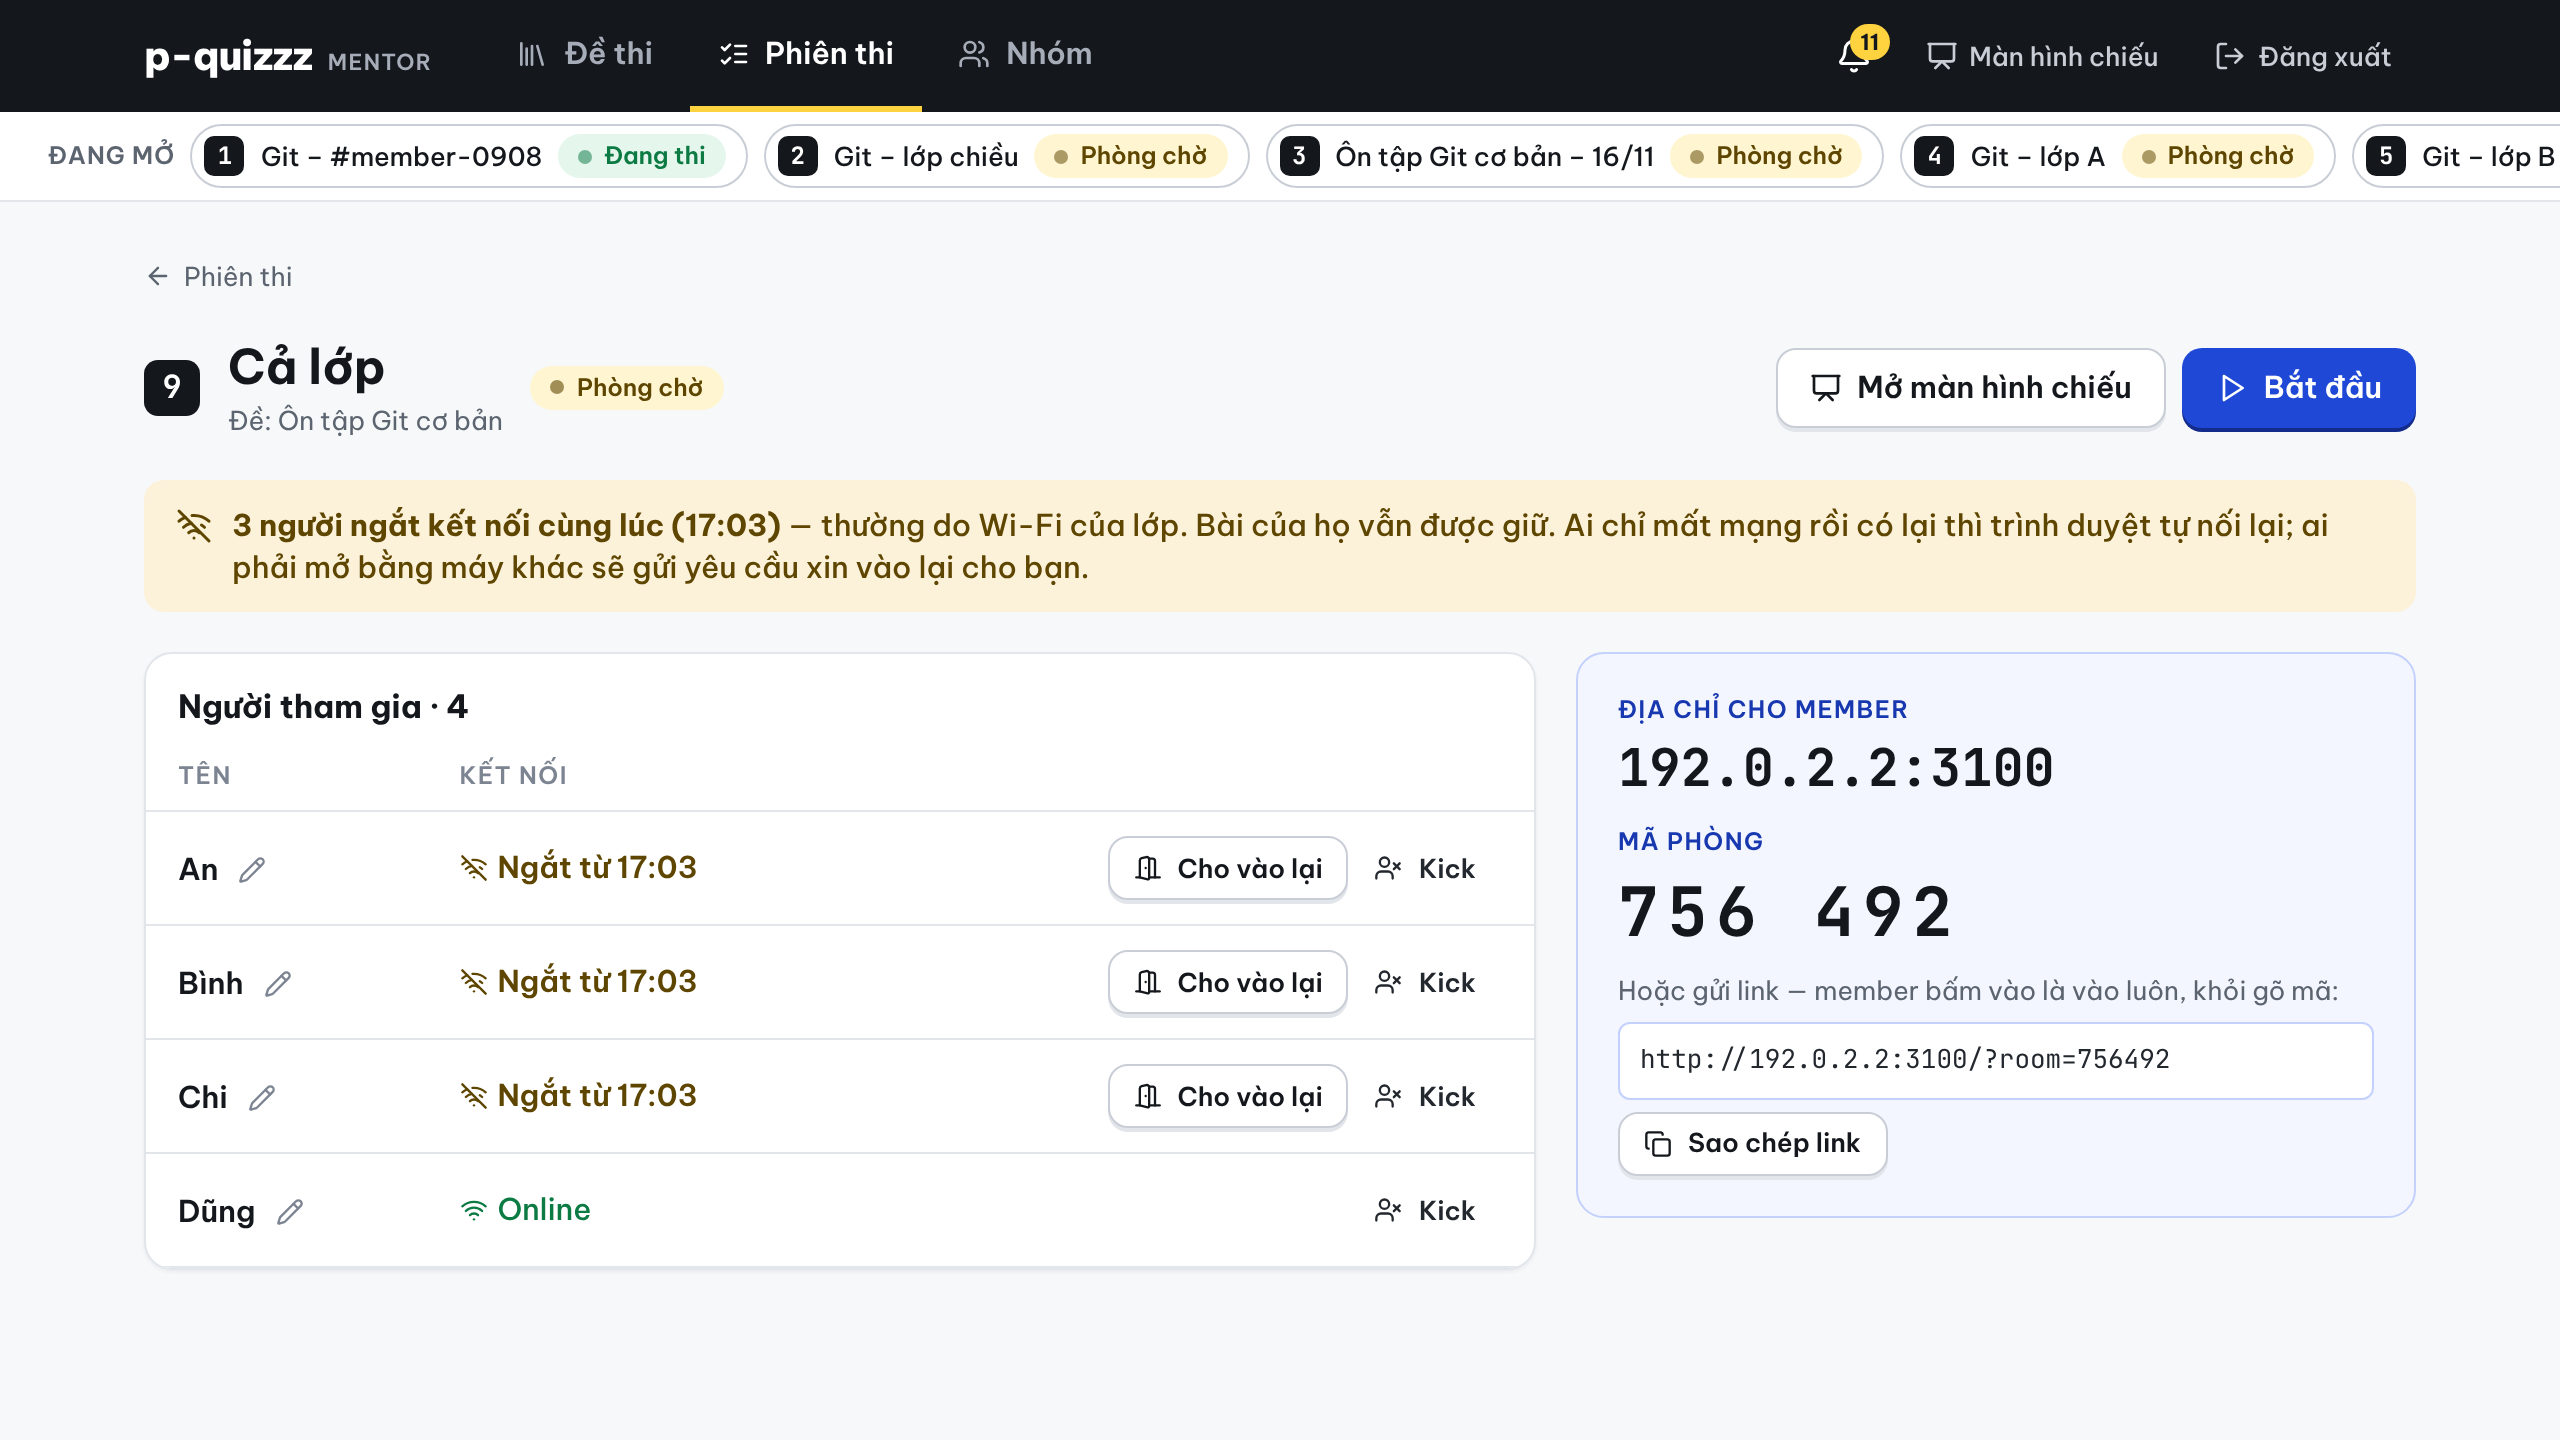 p-quizzz MENTOR
Đề thi
Phiên thi
Nhóm
11
Màn hình chiếu
Đăng xuất
ĐANG MỞ
1 Git – #member-0908 Đang thi
2 Git – lớp chiều Phòng chờ
3 Ôn tập Git cơ bản – 16/11 Phòng chờ
4 Git – lớp A Phòng chờ
5 Git – lớp B
Phiên thi
9 Cả lớp
Đề: Ôn tập Git cơ bản
Phòng chờ
Mở màn hình chiếu
Bắt đầu
3 người ngắt kết nối cùng lúc (17:03) — thường do Wi-Fi của lớp. Bài của họ vẫn được giữ. Ai chỉ mất mạng rồi có lại thì trình duyệt tự nối lại; ai
phải mở bằng máy khác sẽ gửi yêu cầu xin vào lại cho bạn.
Người tham gia · 4
TÊN KẾT NỐI
An Ngắt từ 17:03 Cho vào lại Kick
Bình Ngắt từ 17:03 Cho vào lại Kick
Chi Ngắt từ 17:03 Cho vào lại Kick
Dũng Online Kick
ĐỊA CHỈ CHO MEMBER
192.0.2.2:3100
MÃ PHÒNG
756 492
Hoặc gửi link — member bấm vào là vào luôn, khỏi gõ mã:
http://192.0.2.2:3100/?room=756492
Sao chép link